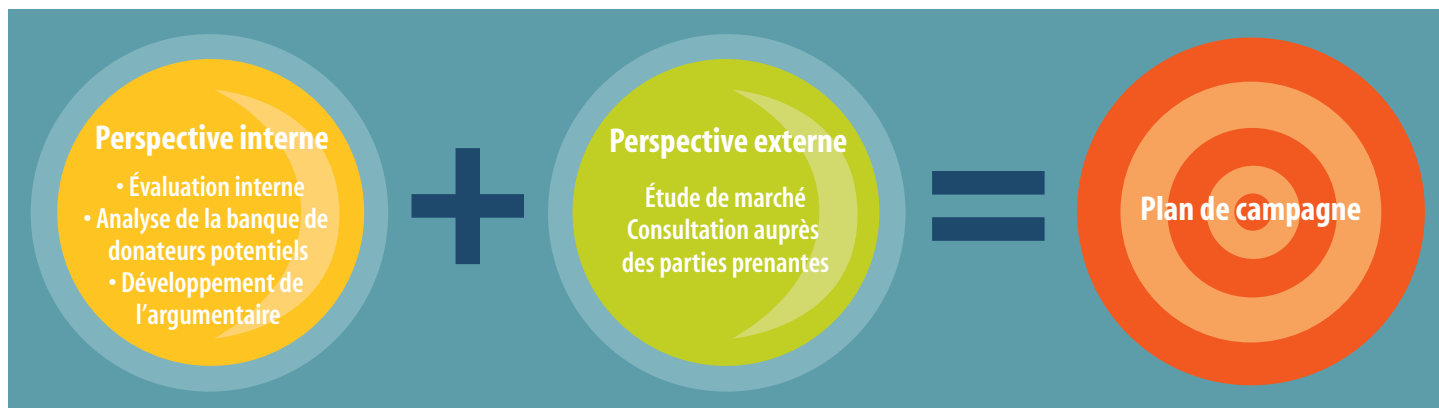 Perspective interne
• Évaluation interne
• Analyse de la banque de
donateurs potentiels
• Développement de
l’argumentaire
+
Perspective externe
Étude de marché
Consultation auprès
des parties prenantes
=
Plan de campagne